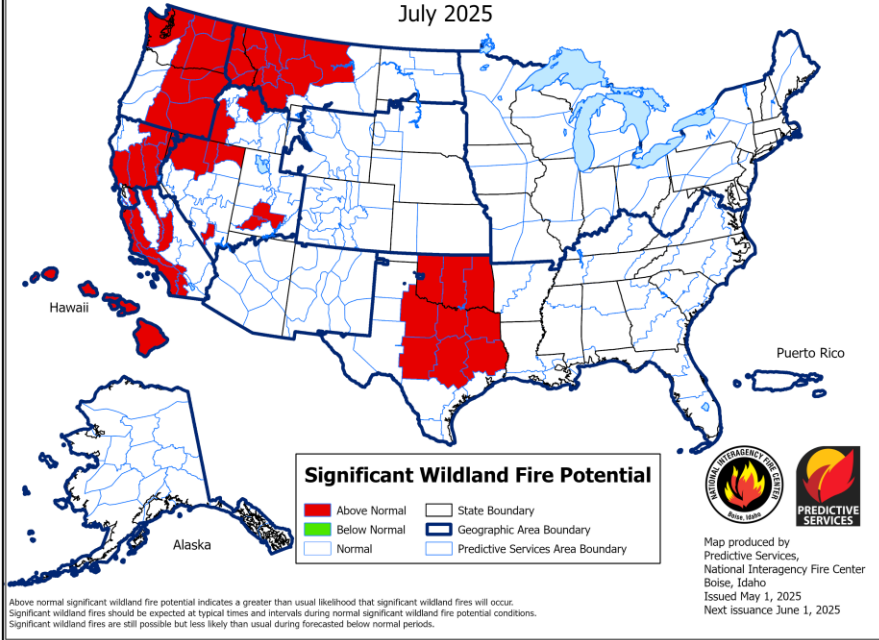 July 2025
Hawaii
Puerto Rico
Alaska
Significant Wildland Fire Potential
Above Normal
State Boundary
Below Normal
Geographic Area Boundary
Normal
Predictive Services Area Boundary
NATIONAL INTERAGENCY FIRE CENTER
Boise, Idaho
PREDICTIVE
SERVICES
Map produced by
Predictive Services,
National Interagency Fire Center
Boise, Idaho
Issued May 1, 2025
Next issuance June 1, 2025
Above normal significant wildland fire potential indicates a greater than usual likelihood that significant wildland fires will occur.
Significant wildland fires should be expected at typical times and intervals during normal significant wildland fire potential conditions.
Significant wildland fires are still possible but less likely than usual during forecasted below normal periods.